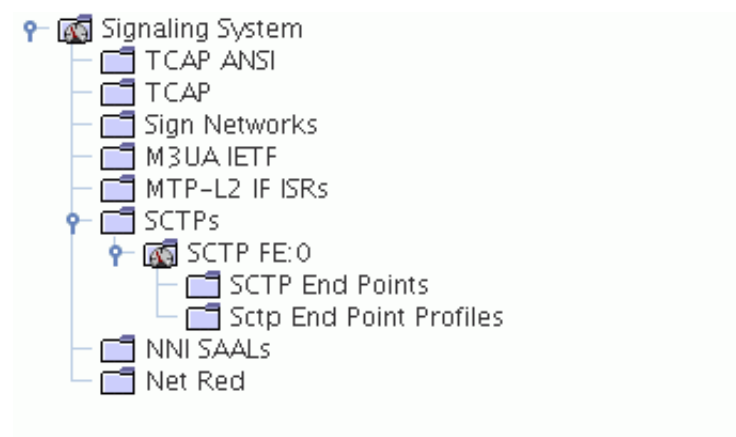 Signaling System
TCAP ANSI
TCAP
Sign Networks
M3UA IETF
MTP-L2 IF ISRs
SCTPs
SCTP FE:0
SCTP End Points
Sctp End Point Profiles
NNI SAALs
Net Red